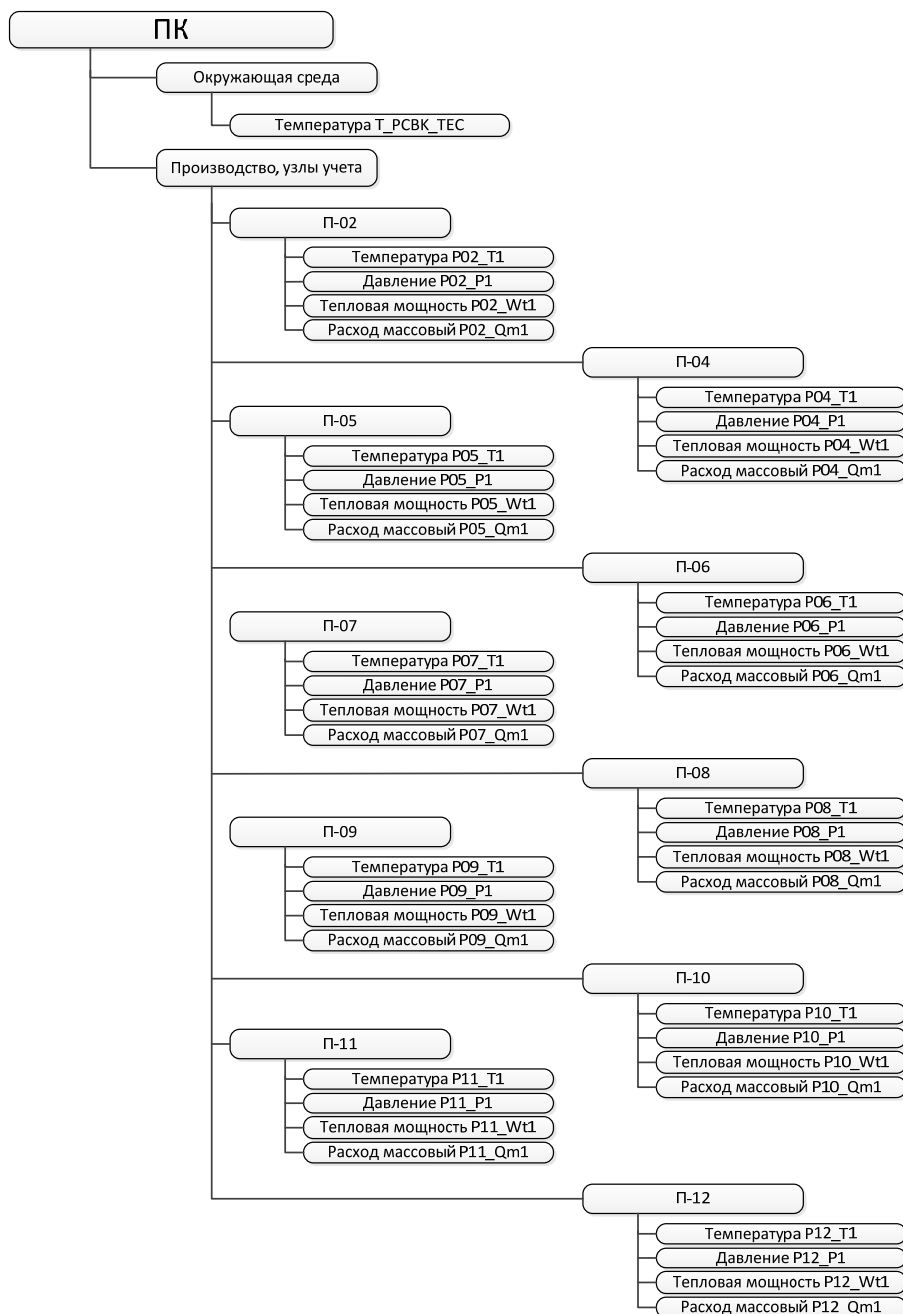 ПК
Окружающая среда
Температура T_PCBK_TEC
Производство, узлы учета
П-02
Температура P02_T1
Давление P02_P1
Тепловая мощность P02_Wt1
Расход массовый P02_Qm1
П-04
Температура P04_T1
Давление P04_P1
Тепловая мощность P04_Wt1
Расход массовый P04_Qm1
П-05
Температура P05_T1
Давление P05_P1
Тепловая мощность P05_Wt1
Расход массовый P05_Qm1
П-06
Температура P06_T1
Давление P06_P1
Тепловая мощность P06_Wt1
Расход массовый P06_Qm1
П-07
Температура P07_T1
Давление P07_P1
Тепловая мощность P07_Wt1
Расход массовый P07_Qm1
П-08
Температура P08_T1
Давление P08_P1
Тепловая мощность P08_Wt1
Расход массовый P08_Qm1
П-09
Температура P09_T1
Давление P09_P1
Тепловая мощность P09_Wt1
Расход массовый P09_Qm1
П-10
Температура P10_T1
Давление P10_P1
Тепловая мощность P10_Wt1
Расход массовый P10_Qm1
П-11
Температура P11_T1
Давление P11_P1
Тепловая мощность P11_Wt1
Расход массовый P11_Qm1
П-12
Температура P12_T1
Давление P12_P1
Тепловая мощность P12_Wt1
Расход массовый P12_Qm1